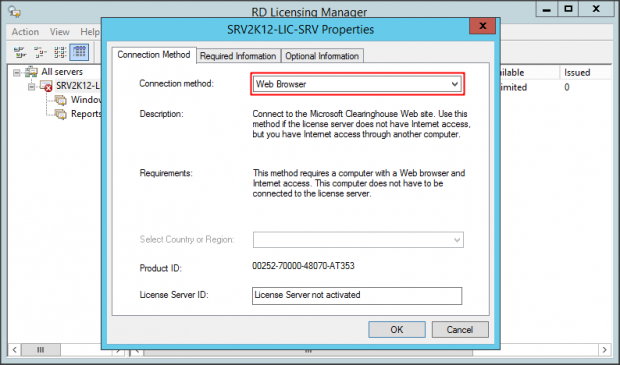 RD Licensing Manager
SRV2K12-LIC-SRV Properties
X
Action View Help
Connection Method Required Information Optional Information
All servers
SRV2K12-LI
Window
Reports
Available Issued
Unlimited 0
Connection method: Web Browser
Description: Connect to the Microsoft Clearinghouse Web site. Use this
method if the license server does not have Internet access,
but you have Internet access through another computer.
Requirements: This method requires a computer with a Web browser and
Internet access. This computer does not have to be
connected to the license server.
Select Country or Region:
Product ID: 00252-70000-48070-AT353
License Server ID: License Server not activated
OK Cancel